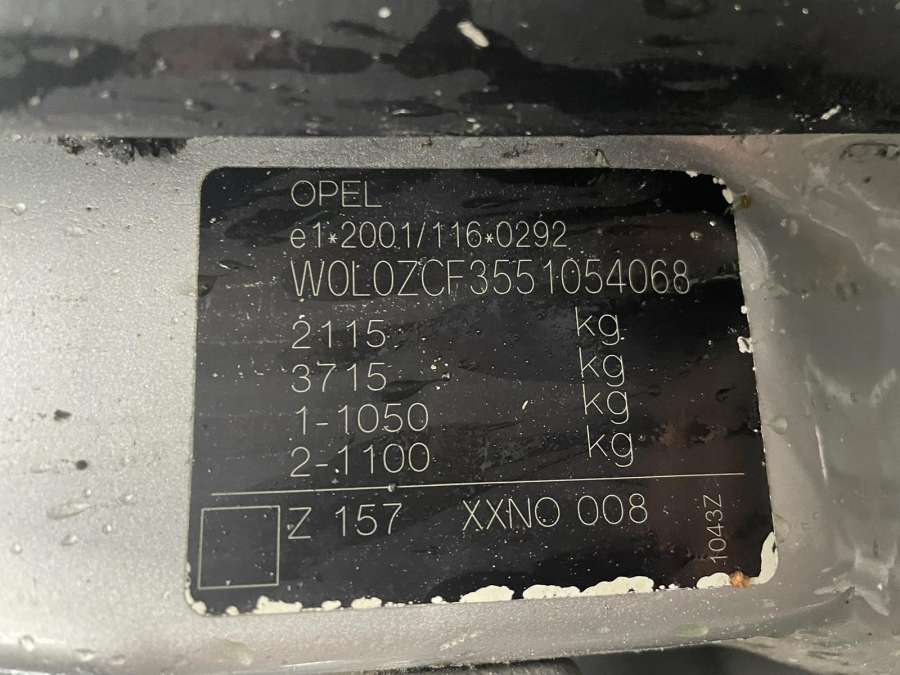 OPEL
e1*2001/116*0292
W0L0ZCF3551054068
2115 kg
3715 kg
1-1050 kg
2-1100 kg
Z 157 XXNO 008
1043Z